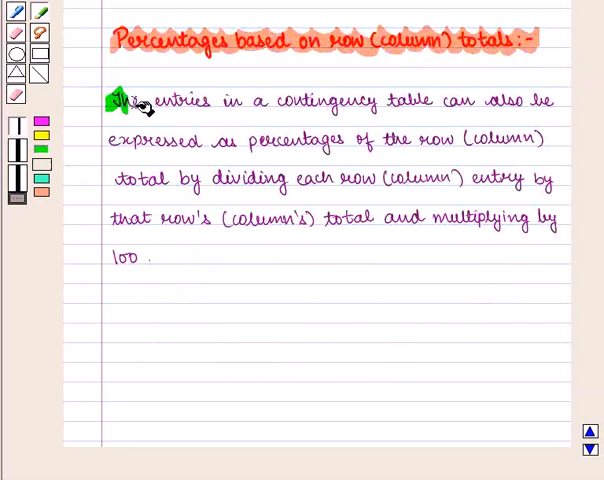 Percentages based on row (column) totals:-
The entries in a contingency table can also be
expressed as percentages of the row (column)
total by dividing each row (column) entry by
that row's (column's) total and multiplying by
100.